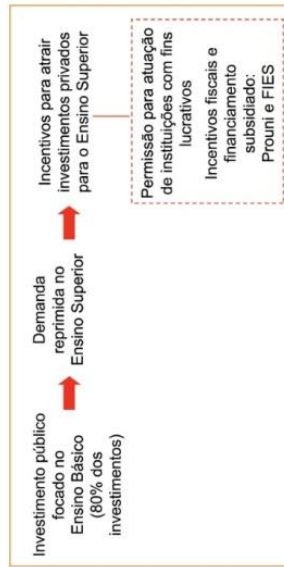 Investimento público
focado no
Ensino Básico
(80% dos
investimentos)
Demanda
reprimida no
Ensino Superior
Incentivos para atrair
investimentos privados
para o Ensino Superior
Permissão para atuação
de instituições com fins
lucrativos
Incentivos fiscais e
financiamento
subsidiado:
Prouni e FIES